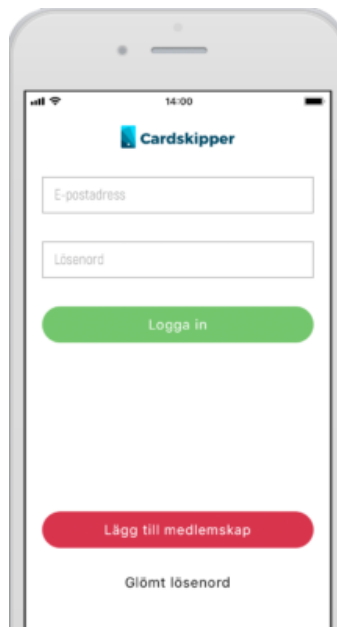 14:00
Cardskipper
E-postadress
Lösenord
Logga in
Lägg till medlemskap
Glömt lösenord